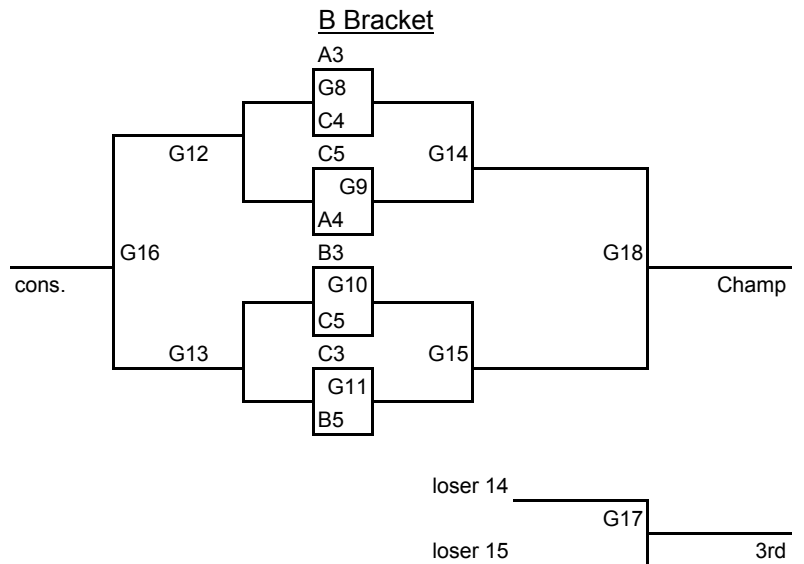 B Bracket
A3
G8
C4
G12
C5
G14
G9
A4
G16
B3
G18
cons.
G10
Champ
C5
G13
C3
G15
G11
B5
loser 14
G17
loser 15
3rd